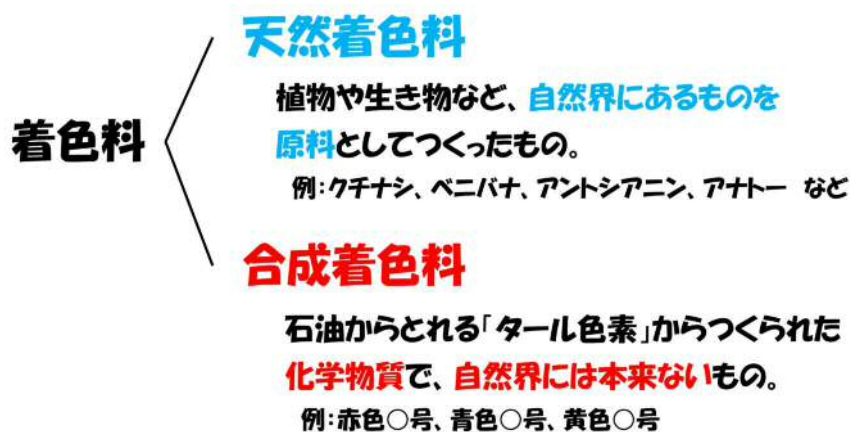 着色料
天然着色料
植物や生き物など、自然界にあるものを
原料としてつくったもの。
例:クチナシ、ベニバナ、アントシアニン、アナトー など
合成着色料
石油からとれる「タール色素」からつくられた
化学物質で、自然界には本来ないもの。
例:赤色○号、青色○号、黄色○号